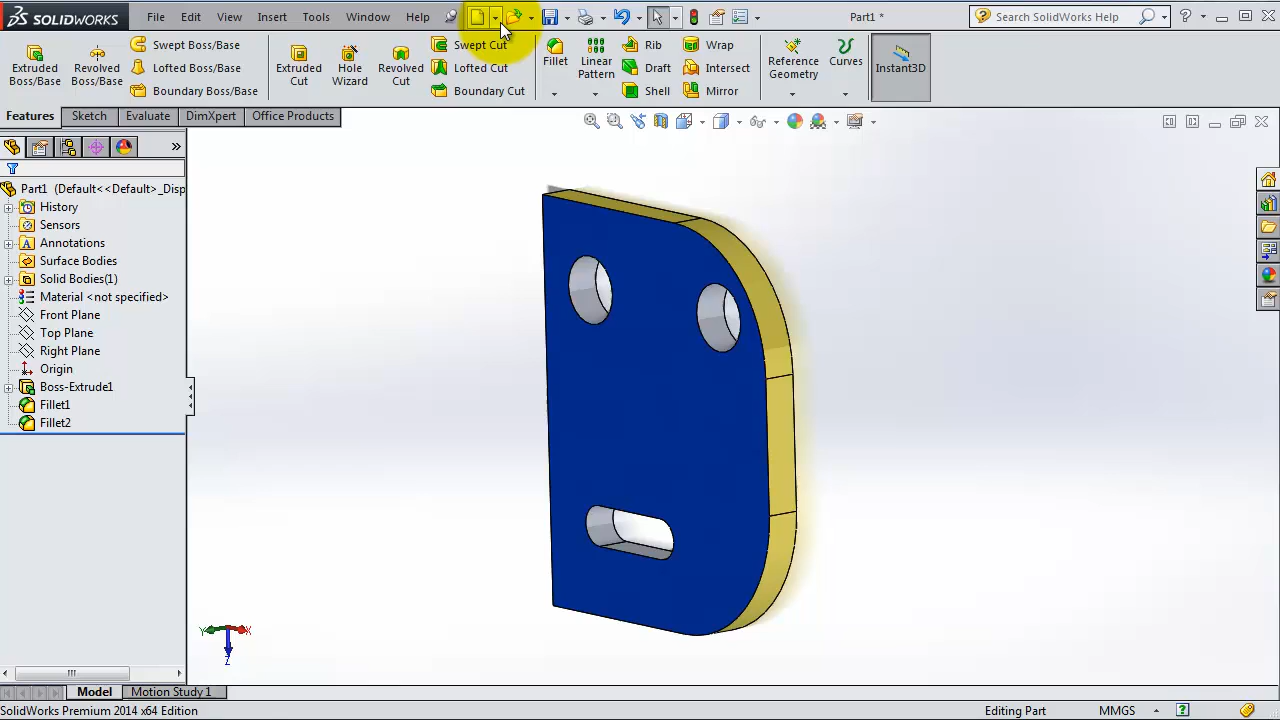 SOLIDWORKS File Edit View Insert Tools Window Help Part1 * Search SolidWorks Help
Extruded Boss/Base
Revolved Boss/Base
Swept Boss/Base
Lofted Boss/Base
Boundary Boss/Base
Extruded Cut
Hole Wizard
Revolved Cut
Swept Cut
Lofted Cut
Boundary Cut
Fillet
Linear Pattern
Rib
Draft
Shell
Wrap
Intersect
Mirror
Reference Geometry
Curves
Instant3D
Features Sketch Evaluate DimXpert Office Products
Part1 (Default<<Default>_Disp
History
Sensors
Annotations
Surface Bodies
Solid Bodies(1)
Material <not specified>
Front Plane
Top Plane
Right Plane
Origin
Boss-Extrude1
Fillet1
Fillet2
Y X
Z
Model Motion Study 1
SolidWorks Premium 2014 x64 Edition Editing Part MMGS